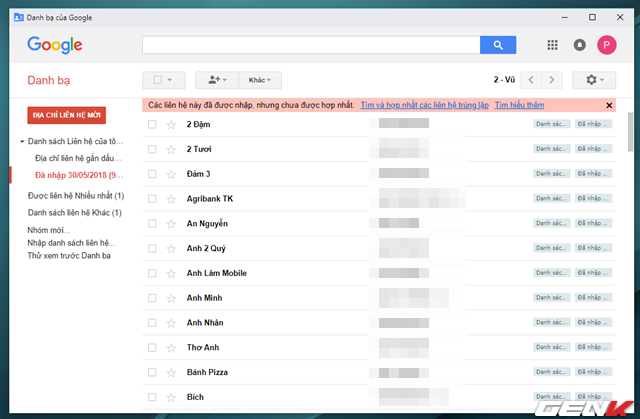 Danh bạ của Google
Google
P
Danh bạ
Khác
2 - Vũ
ĐỊA CHỈ LIÊN HỆ MỚI
Các liên hệ này đã được nhập, nhưng chưa được hợp nhất. Tìm và hợp nhất các liên hệ trùng lặp Tìm hiểu thêm
Danh sách Liên hệ của tô...
Địa chỉ liên hệ gắn dấu...
Đã nhập 30/05/2018 (9...
Được liên hệ Nhiều nhất (1)
Danh sách liên hệ Khác (1)
Nhóm mới...
Nhập danh sách liên hệ...
Thử xem trước Danh bạ
2 Đậm Danh sác... Đã nhập ...
2 Tươi Danh sác... Đã nhập ...
Đảm 3 Danh sác... Đã nhập ...
Agribank TK Danh sác... Đã nhập ...
An Nguyễn Danh sác... Đã nhập ...
Anh 2 Quý Danh sác... Đã nhập ...
Anh Lâm Mobile Danh sác... Đã nhập ...
Anh Minh Danh sác... Đã nhập ...
Anh Nhân Danh sác... Đã nhập ...
Thơ Anh Danh sác... Đã nhập ...
Bánh Pizza Danh sác... Đã nhập ...
Bích Danh sác... Đã nhập ...
GENK